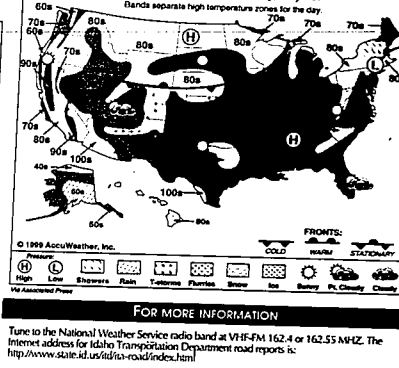 Bands separate high temperature zones for the day.
60s
70s
60s
80s
70s
90s
80s
H
80s
70s
70s
80s
L
80s
70s
80s
90s
100s
H
40s
60s
50s
100s
80s
© 1999 AccuWeather, Inc.
FRONTS:
COLD WARM STATIONARY
Pressure:
H L
High Low Showers Rain T-storms Flurries Snow Ice Sunny Pt. Cloudy Cloudy
Via Associated Press
FOR MORE INFORMATION
Tune to the National Weather Service radio band at VHF-FM 162.4 or 162.55 MHZ. The
Internet address for Idaho Transportation Department road reports is:
http://www.state.id.us/itd/ita-road/index.html